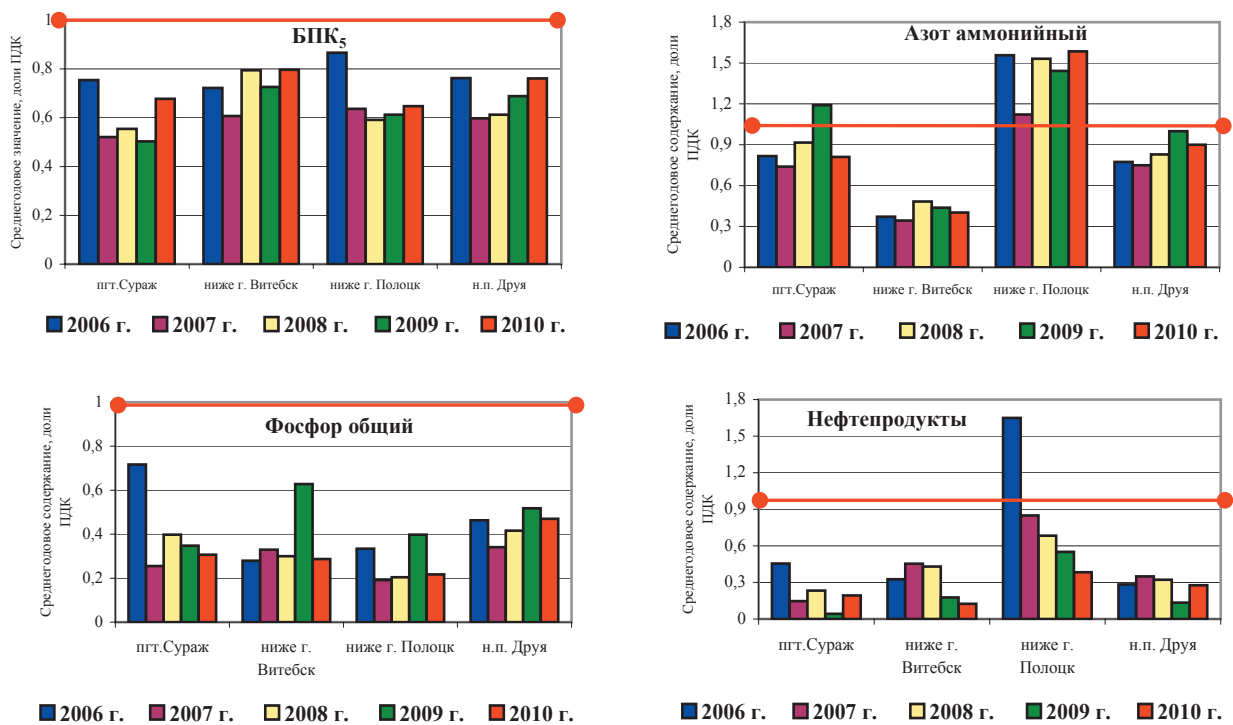 БПК5
Среднегодовое значение, доли ПДК
1
0,8
0,6
0,4
0,2
0
пгт.Сураж ниже г. Витебск ниже г. Полоцк н.п. Друя
2006 г. 2007 г. 2008 г. 2009 г. 2010 г.
Азот аммонийный
Среднегодовое содержание, доли
ПДК
1,8
1,5
1,2
0,9
0,6
0,3
0
пгт.Сураж ниже г. Витебск ниже г. Полоцк н.п. Друя
2006 г. 2007 г. 2008 г. 2009 г. 2010 г.
Фосфор общий
Среднегодовое содержание, доли
ПДК
1
0,8
0,6
0,4
0,2
0
пгт.Сураж ниже г. ниже г. Полоцк н.п. Друя
Витебск
2006 г. 2007 г. 2008 г. 2009 г. 2010 г.
Нефтепродукты
Среднегодовое содержание, доли
ПДК
1,8
1,5
1,2
0,9
0,6
0,3
0
пгт.Сураж ниже г. ниже г. н.п. Друя
Витебск Полоцк
2006 г. 2007 г. 2008 г. 2009 г. 2010 г.